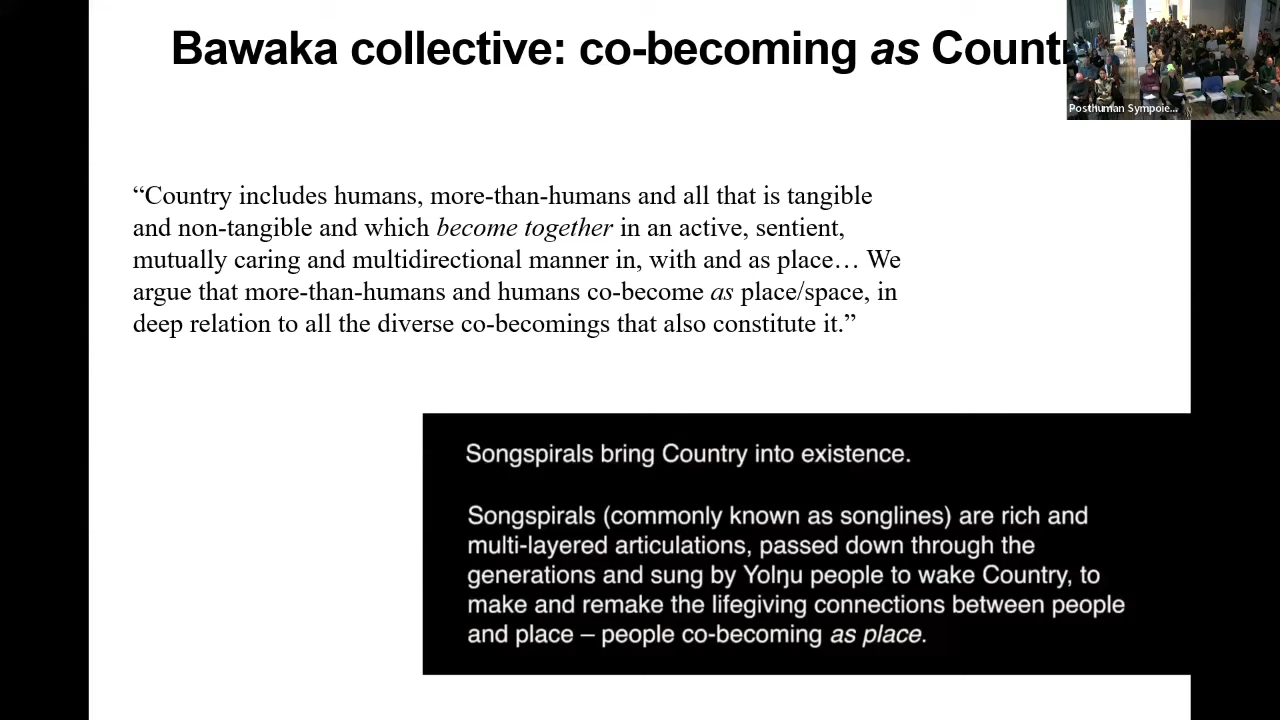 Bawaka collective: co-becoming as Count
Posthuman Sympoie...
“Country includes humans, more-than-humans and all that is tangible
and non-tangible and which become together in an active, sentient,
mutually caring and multidirectional manner in, with and as place… We
argue that more-than-humans and humans co-become as place/space, in
deep relation to all the diverse co-becomings that also constitute it.”
Songspirals bring Country into existence.
Songspirals (commonly known as songlines) are rich and
multi-layered articulations, passed down through the
generations and sung by Yolŋu people to wake Country, to
make and remake the lifegiving connections between people
and place – people co-becoming as place.